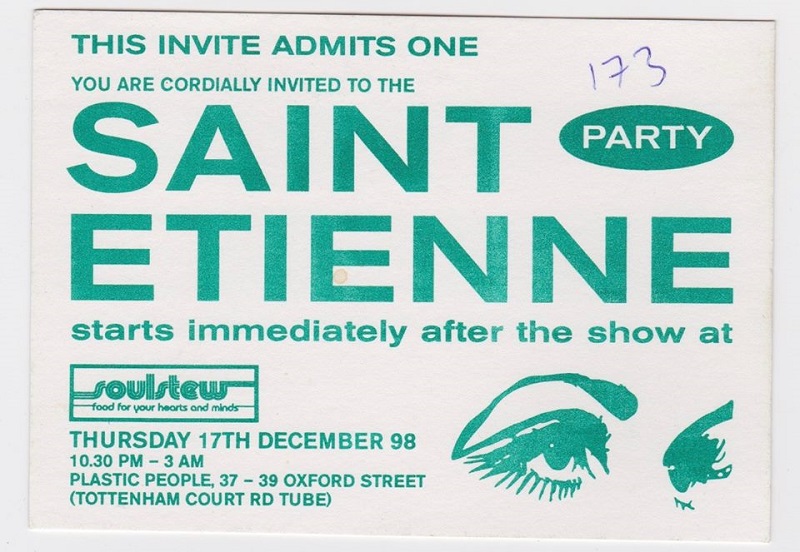 THIS INVITE ADMITS ONE
173
YOU ARE CORDIALLY INVITED TO THE
SAINT
PARTY
ETIENNE
starts immediately after the show at
soulstew
food for your hearts and minds
THURSDAY 17TH DECEMBER 98
10.30 PM – 3 AM
PLASTIC PEOPLE, 37 – 39 OXFORD STREET
(TOTTENHAM COURT RD TUBE)